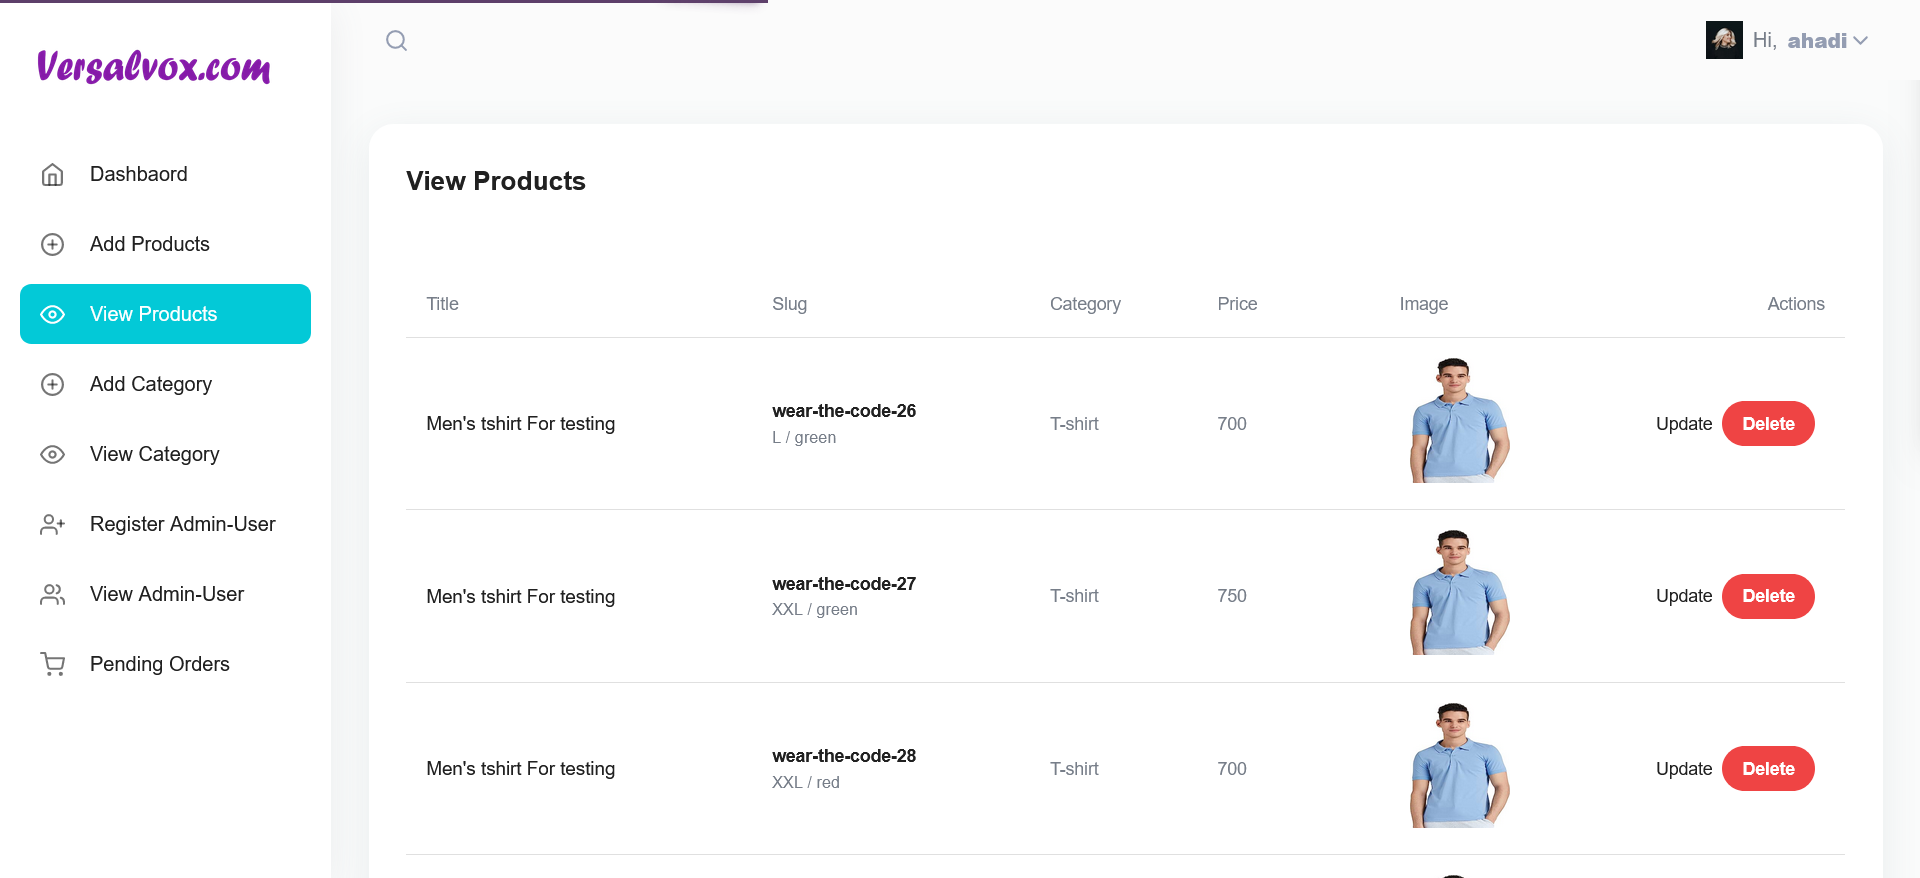 Versalvox.com
Hi, ahadi
Dashbaord
Add Products
View Products
Add Category
View Category
Register Admin-User
View Admin-User
Pending Orders
View Products
Title Slug Category Price Image Actions
Men's tshirt For testing wear-the-code-26 L / green T-shirt 700 Update Delete
Men's tshirt For testing wear-the-code-27 XXL / green T-shirt 750 Update Delete
Men's tshirt For testing wear-the-code-28 XXL / red T-shirt 700 Update Delete